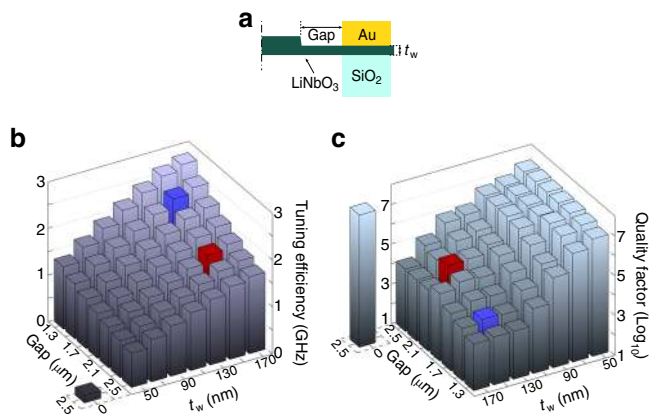 a
Gap
Au
t_w
LiNbO₃
SiO₂
b
3
2
1
0
1.3
1.7
2.1
2.5
Gap (μm)
2.5
0
50
90
130
170
t_w (nm)
3
2
1
0
Tuning efficiency (GHz)
c
7
5
3
1
2.5
2.1
1.7
1.3
Gap (μm)
2.5
0
170
130
90
50
t_w (nm)
7
5
3
1
Quality factor (Log₁₀)